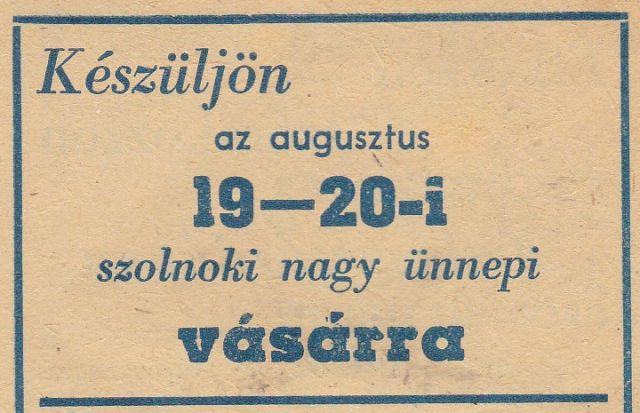 Készüljön
az augusztus
19—20-i
szolnoki nagy ünnepi
vásárra